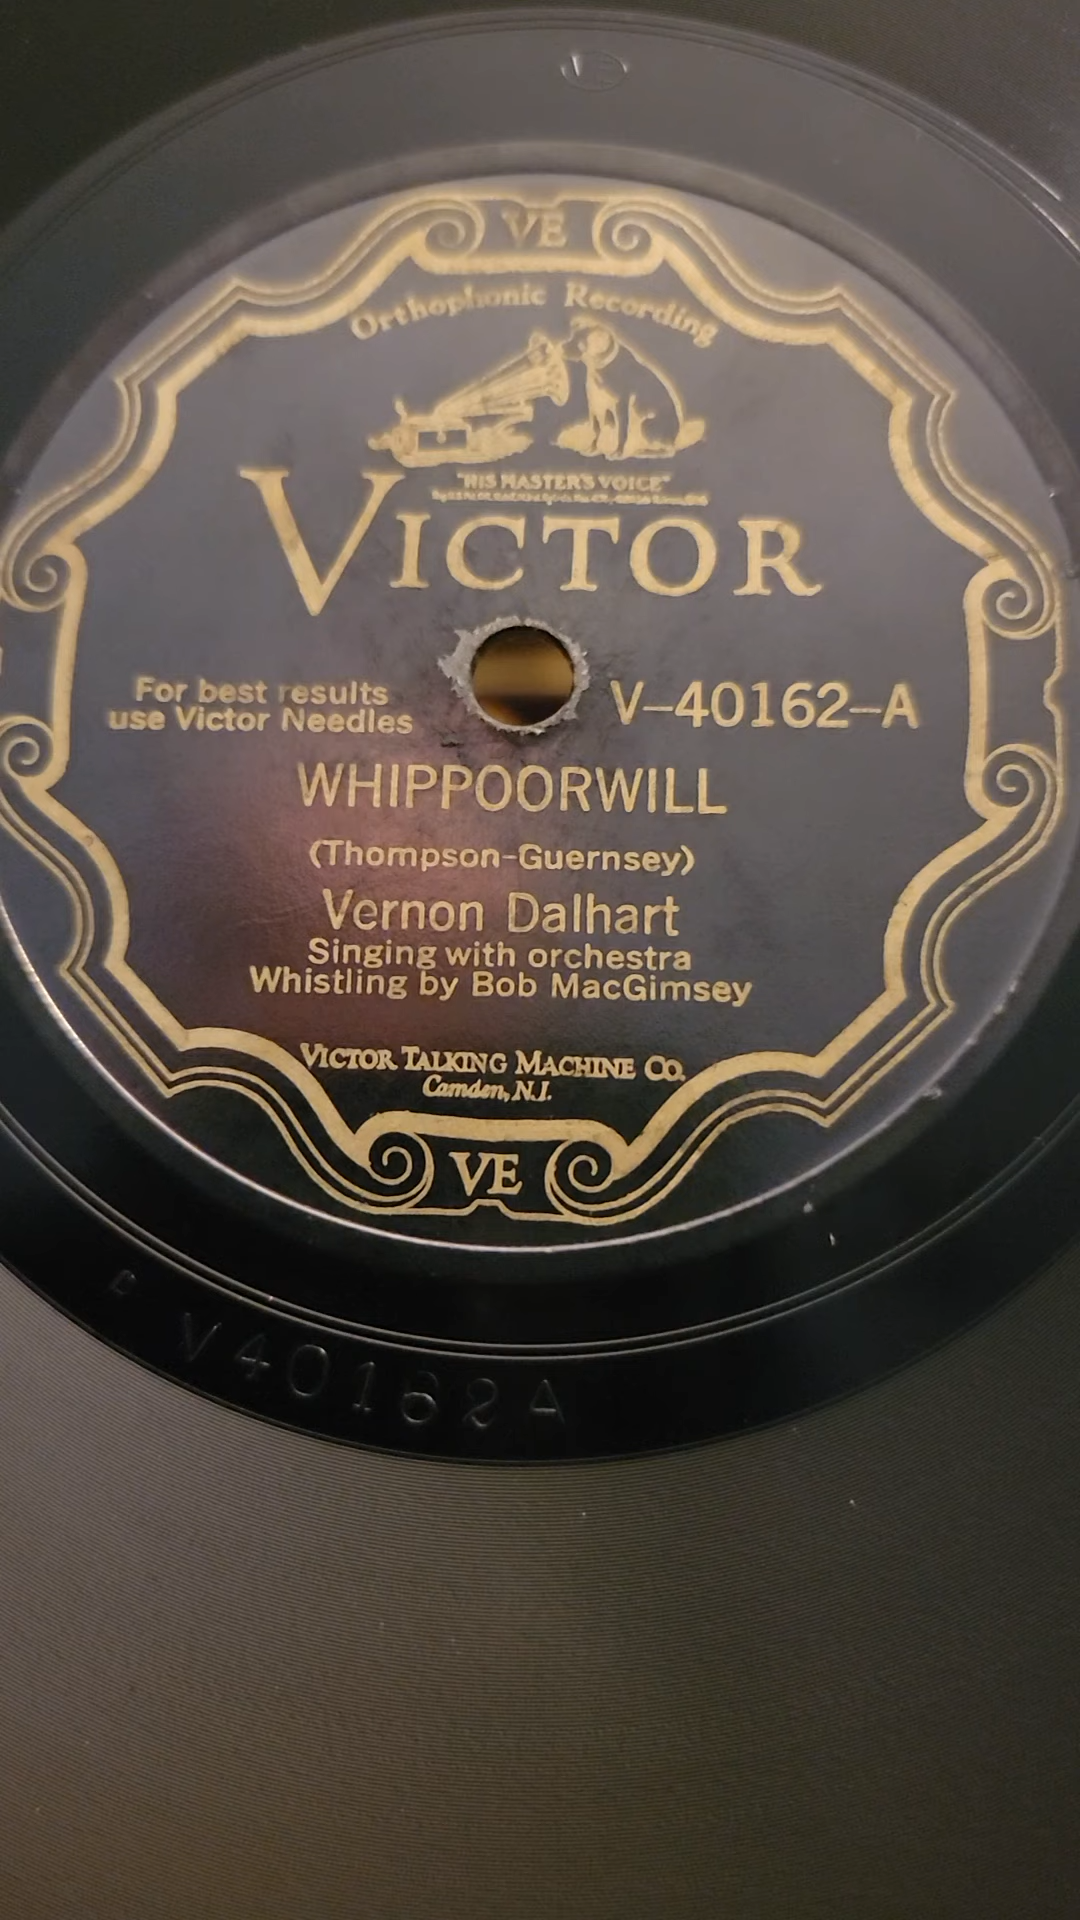 VE
VE
Orthophonic Recording
"HIS MASTER'S VOICE"
VICTOR
For best results
use Victor Needles
V-40162-A
WHIPPOORWILL
(Thompson-Guernsey)
Vernon Dalhart
Singing with orchestra
Whistling by Bob MacGimsey
VICTOR TALKING MACHINE CO.
Camden, N.J.
VE
V40162A